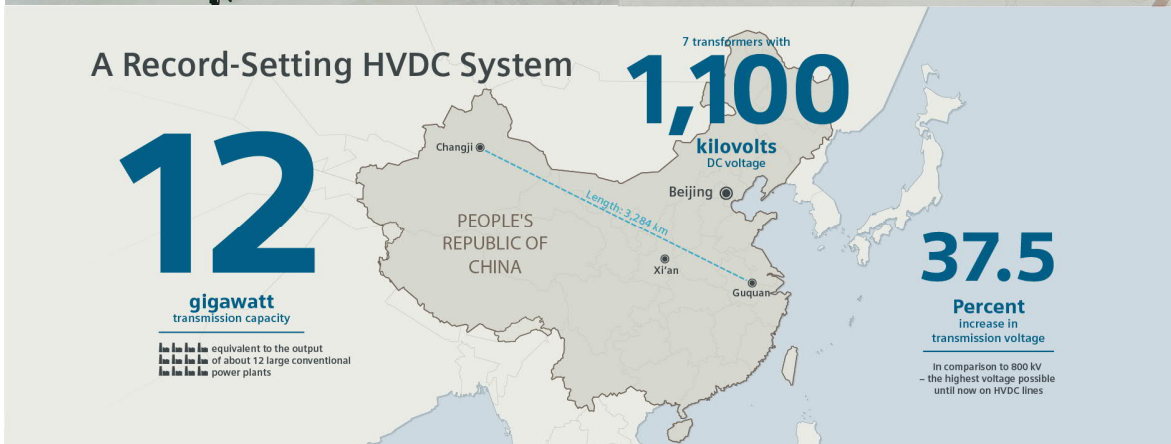 A Record-Setting HVDC System
12
gigawatt
transmission capacity
equivalent to the output
of about 12 large conventional
power plants
7 transformers with
1,100
kilovolts
DC voltage
Changji
Length: 3,284 km
Beijing
PEOPLE'S
REPUBLIC OF
CHINA
Xi'an
Guquan
37.5
Percent
increase in
transmission voltage
In comparison to 800 kV
– the highest voltage possible
until now on HVDC lines